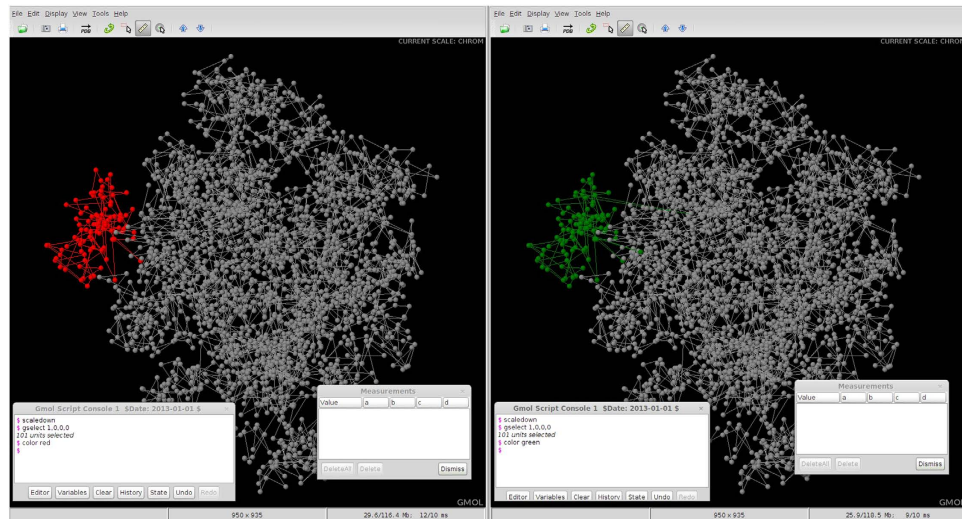 File Edit Display View Tools Help
PDB
CURRENT SCALE: CHROM
Gmol Script Console 1 $Date: 2013-01-01 $
$ scaledown
$ gselect 1,0,0,0
101 units selected
$ color red
$
Editor Variables Clear History State Undo Redo
Measurements
Value a b c d
DeleteAll Delete Dismiss
GMOL
950 x 935 29.6/116.4 Mb; 12/10 ms
File Edit Display View Tools Help
PDB
CURRENT SCALE: CHROM
Gmol Script Console 1 $Date: 2013-01-01 $
$ scaledown
$ gselect 1,0,0,0
101 units selected
$ color green
$
Editor Variables Clear History State Undo Redo
Measurements
Value a b c d
DeleteAll Delete Dismiss
GMOL
950 x 935 25.9/118.5 Mb; 9/10 ms